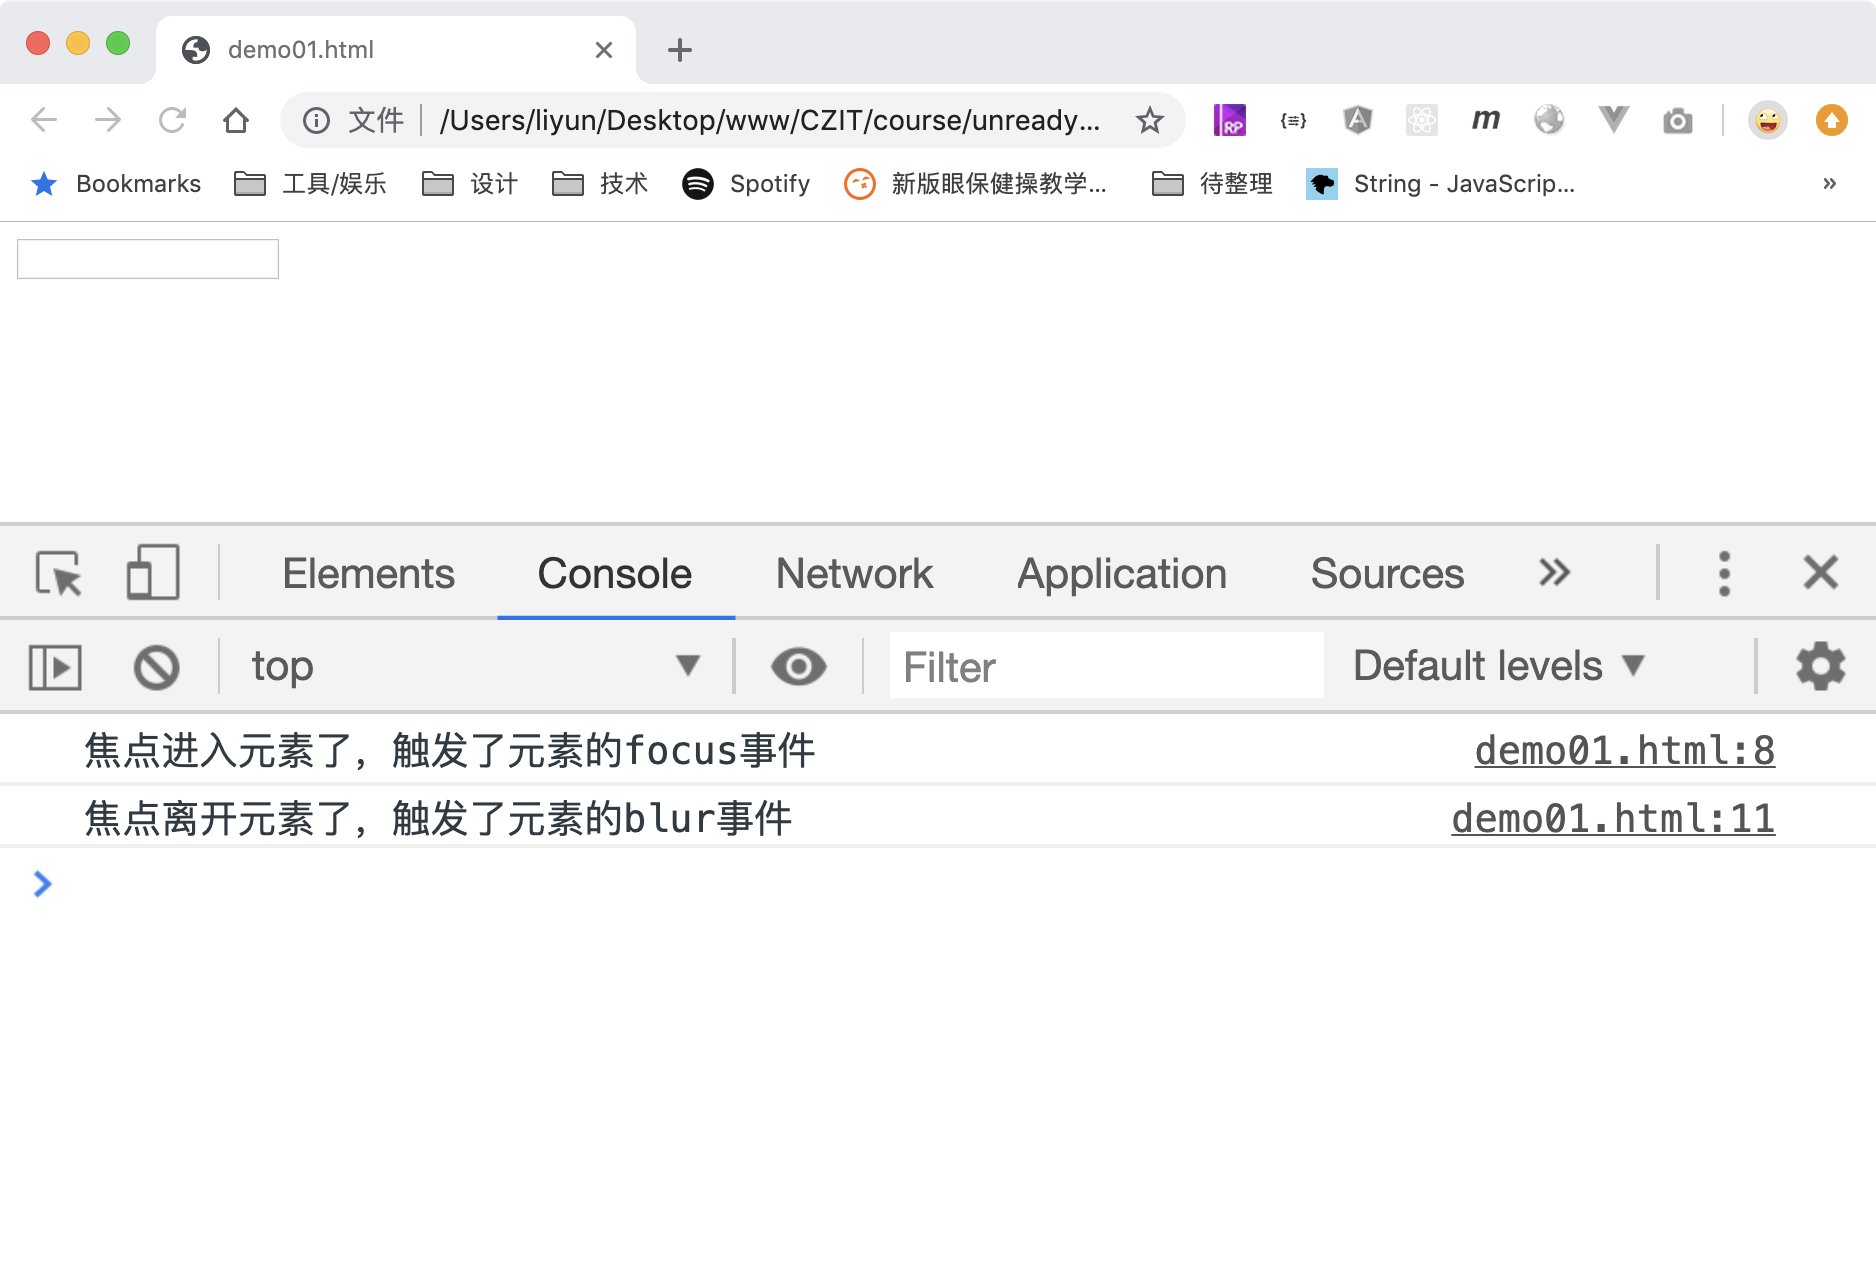 demo01.html
文件 /Users/liyun/Desktop/www/CZIT/course/unready...
RP {≡} A m
Bookmarks 工具/娱乐 设计 技术 Spotify 新版眼保健操教学... 待整理 String - JavaScrip... »
Elements Console Network Application Sources »
top Filter Default levels
焦点进入元素了，触发了元素的focus事件 demo01.html:8
焦点离开元素了，触发了元素的blur事件 demo01.html:11